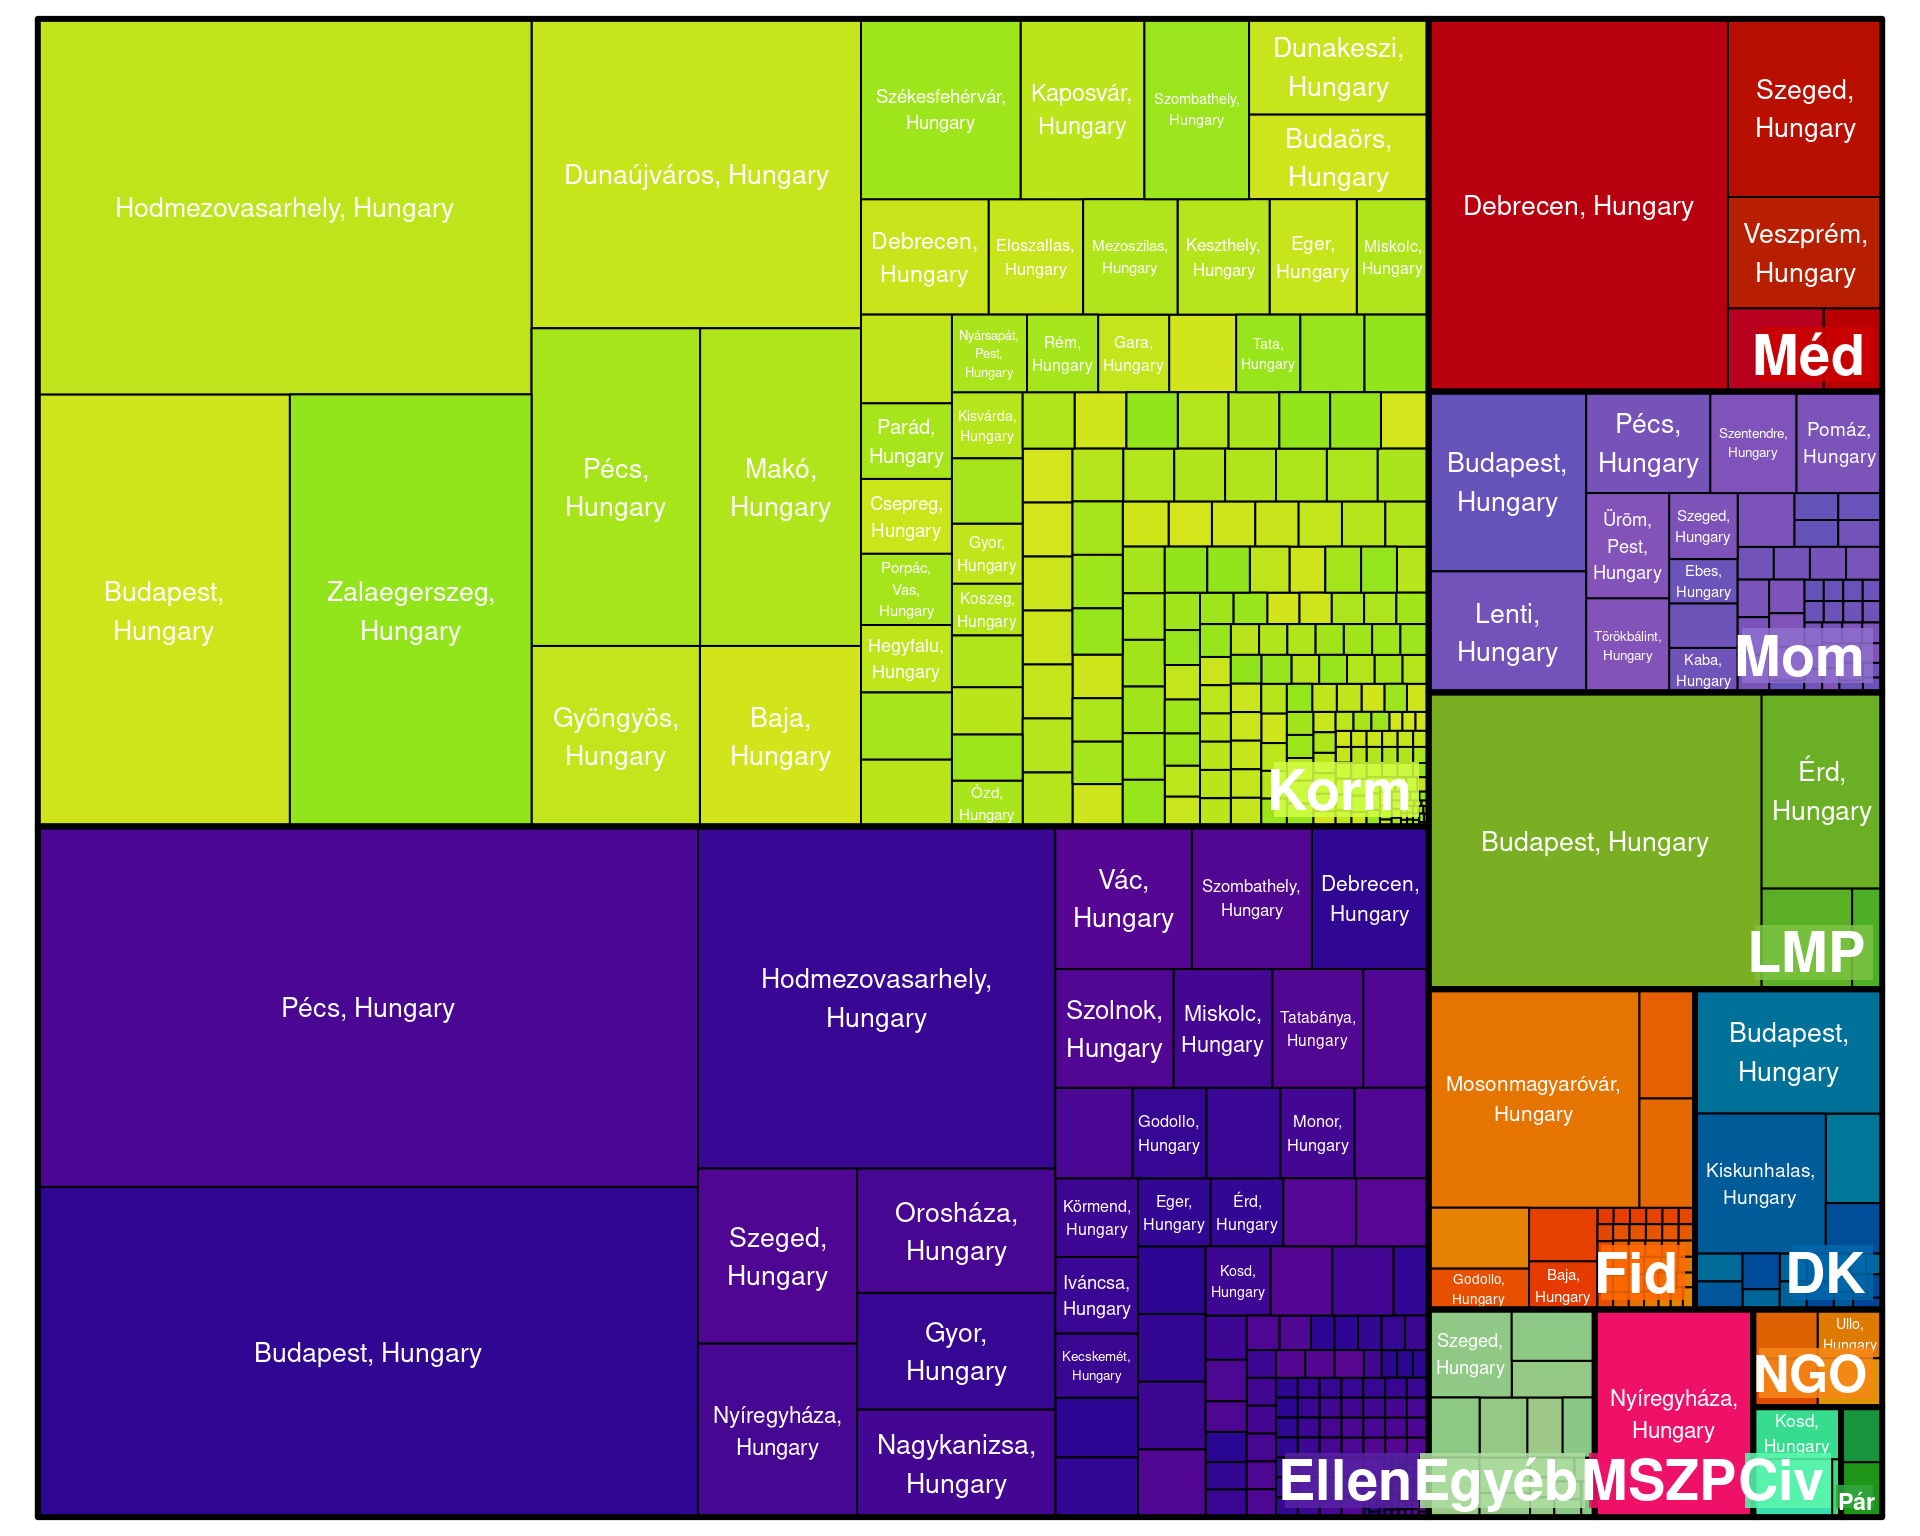 Hodmezovasarhely, Hungary
Dunaújváros, Hungary
Székesfehérvár,
Hungary
Kaposvár,
Hungary
Szombathely,
Hungary
Dunakeszi,
Hungary
Budaörs,
Hungary
Debrecen,
Hungary
Eloszallas,
Hungary
Mezoszilas,
Hungary
Keszthely,
Hungary
Eger,
Hungary
Miskolc,
Hungary
Nyársapát,
Pest,
Hungary
Rém,
Hungary
Gara,
Hungary
Tata,
Hungary
Parád,
Hungary
Kisvárda,
Hungary
Csepreg,
Hungary
Gyor,
Hungary
Porpác,
Vas,
Hungary
Koszeg,
Hungary
Hegyfalu,
Hungary
Ózd,
Hungary
Pécs,
Hungary
Makó,
Hungary
Budapest,
Hungary
Zalaegerszeg,
Hungary
Gyöngyös,
Hungary
Baja,
Hungary
Korm
Pécs, Hungary
Budapest, Hungary
Hodmezovasarhely,
Hungary
Szeged,
Hungary
Orosháza,
Hungary
Gyor,
Hungary
Nyíregyháza,
Hungary
Nagykanizsa,
Hungary
Vác,
Hungary
Szombathely,
Hungary
Debrecen,
Hungary
Szolnok,
Hungary
Miskolc,
Hungary
Tatabánya,
Hungary
Godollo,
Hungary
Monor,
Hungary
Körmend,
Hungary
Eger,
Hungary
Érd,
Hungary
Iváncsa,
Hungary
Kosd,
Hungary
Kecskemét,
Hungary
Ellen
Debrecen, Hungary
Szeged,
Hungary
Veszprém,
Hungary
Méd
Budapest,
Hungary
Pécs,
Hungary
Szentendre,
Hungary
Pomáz,
Hungary
Üröm,
Pest,
Hungary
Szeged,
Hungary
Ebes,
Hungary
Lenti,
Hungary
Törökbálint,
Hungary
Kaba,
Hungary
Mom
Budapest, Hungary
Érd,
Hungary
LMP
Mosonmagyaróvár,
Hungary
Godollo,
Hungary
Baja,
Hungary
Fid
Budapest,
Hungary
Kiskunhalas,
Hungary
DK
Szeged,
Hungary
Egyéb
Nyíregyháza,
Hungary
MSZP
Ullo,
Hungary
NGO
Kosd,
Hungary
Civ
Pár